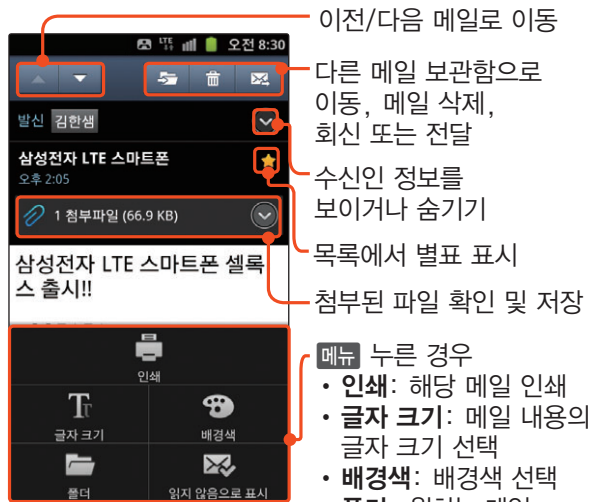 이전/다음 메일로 이동
LTE 오전 8:30
다른 메일 보관함으로
이동, 메일 삭제,
회신 또는 전달
발신 김한샘
삼성전자 LTE 스마트폰
오후 2:05
수신인 정보를
보이거나 숨기기
1 첨부파일 (66.9 KB)
목록에서 별표 표시
삼성전자 LTE 스마트폰 셀록
스 출시!!
첨부된 파일 확인 및 저장
인쇄
글자 크기
배경색
폴더
읽지 않음으로 표시
메뉴 누른 경우
• 인쇄: 해당 메일 인쇄
• 글자 크기: 메일 내용의
글자 크기 선택
• 배경색: 배경색 선택